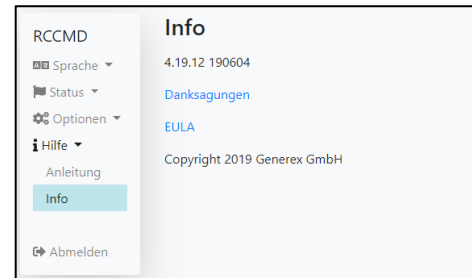 RCCMD
Sprache
Status
Optionen
Hilfe
Anleitung
Info
Abmelden
Info
4.19.12 190604
Danksagungen
EULA
Copyright 2019 Generex GmbH